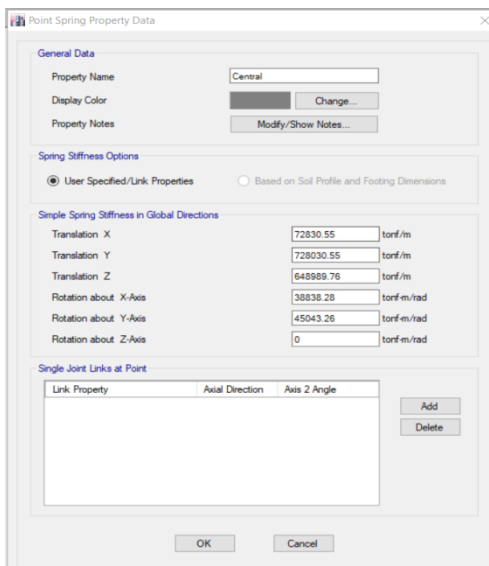 Point Spring Property Data
General Data
Property Name Central
Display Color Change...
Property Notes Modify/Show Notes...
Spring Stiffness Options
User Specified/Link Properties Based on Soil Profile and Footing Dimensions
Simple Spring Stiffness in Global Directions
Translation X 72830.55 tonf/m
Translation Y 728030.55 tonf/m
Translation Z 648989.76 tonf/m
Rotation about X-Axis 38838.28 tonf-m/rad
Rotation about Y-Axis 45043.26 tonf-m/rad
Rotation about Z-Axis 0 tonf-m/rad
Single Joint Links at Point
Link Property Axial Direction Axis 2 Angle
Add
Delete
OK Cancel